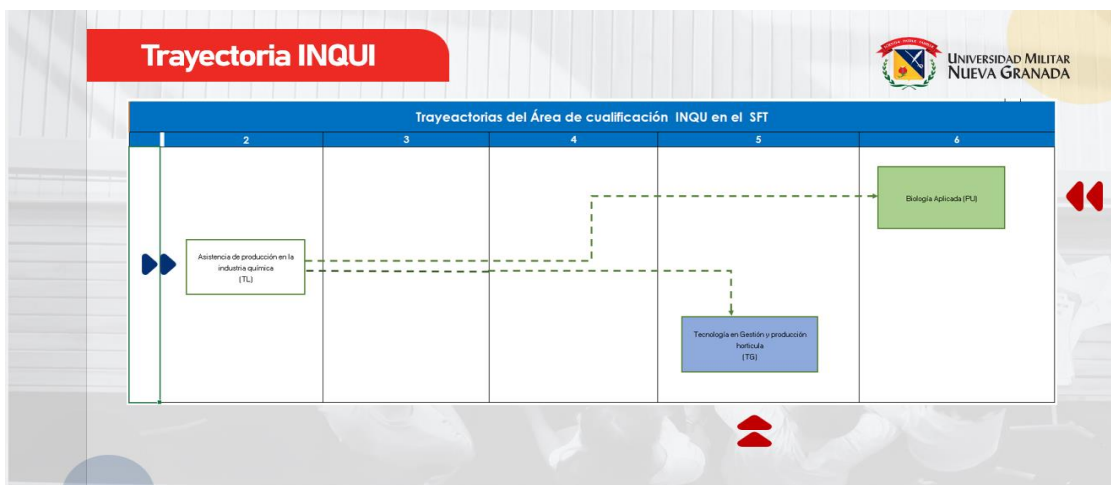 Trayectoria INQUI
UNIVERSIDAD MILITAR
NUEVA GRANADA
Trayeactorias del Área de cualificación INQU en el SFT
2
3
4
5
6
Biología Aplicada (PU)
Asistencia de producción en la
industria química
(TL)
Tecnología en Gestión y producción
horticula
(TG)